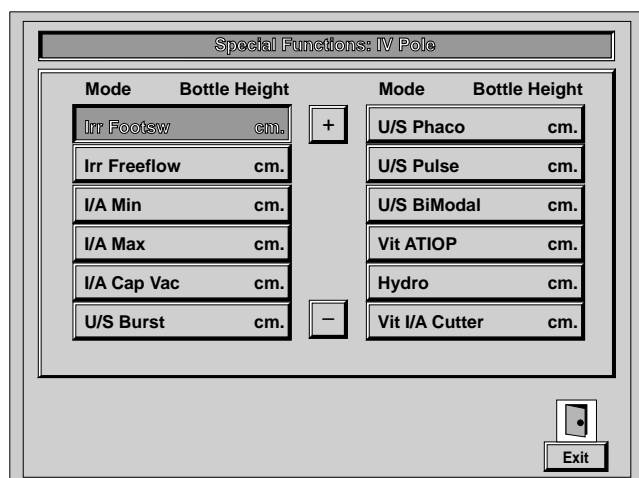 Special Functions: IV Pole
Mode Bottle Height Mode Bottle Height
Irr Footsw cm. + U/S Phaco cm.
Irr Freeflow cm. U/S Pulse cm.
I/A Min cm. U/S BiModal cm.
I/A Max cm. Vit ATIOP cm.
I/A Cap Vac cm. Hydro cm.
U/S Burst cm. − Vit I/A Cutter cm.
Exit